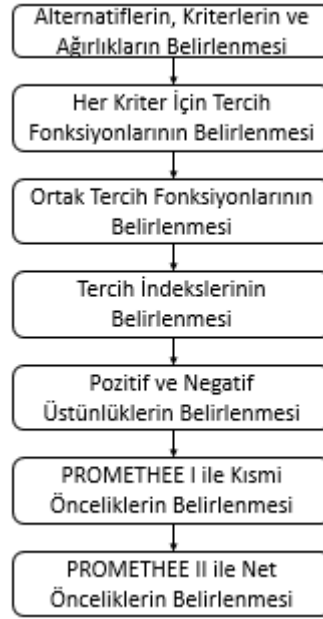 Alternatiflerin, Kriterlerin ve
Ağırlıkların Belirlenmesi
Her Kriter İçin Tercih
Fonksiyonlarının Belirlenmesi
Ortak Tercih Fonksiyonlarının
Belirlenmesi
Tercih İndekslerinin
Belirlenmesi
Pozitif ve Negatif
Üstünlüklerin Belirlenmesi
PROMETHEE I ile Kısmi
Önceliklerin Belirlenmesi
PROMETHEE II ile Net
Önceliklerin Belirlenmesi